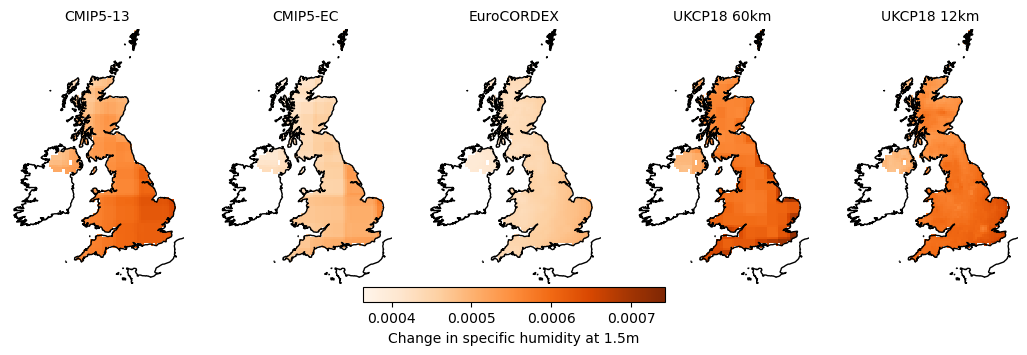 CMIP5-13 CMIP5-EC EuroCORDEX UKCP18 60km UKCP18 12km
0.0004 0.0005 0.0006 0.0007
Change in specific humidity at 1.5m